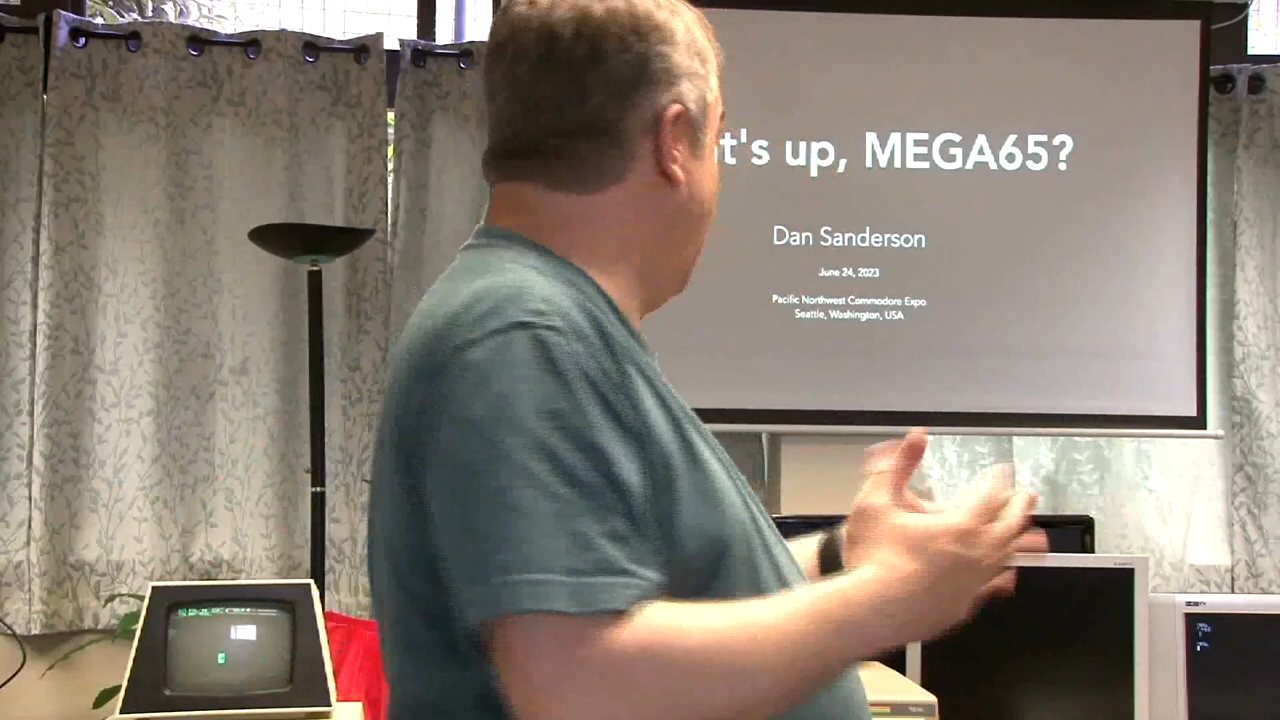 t's up, MEGA65?
Dan Sanderson
June 24, 2023
Pacific Northwest Commodore Expo
Seattle, Washington, USA